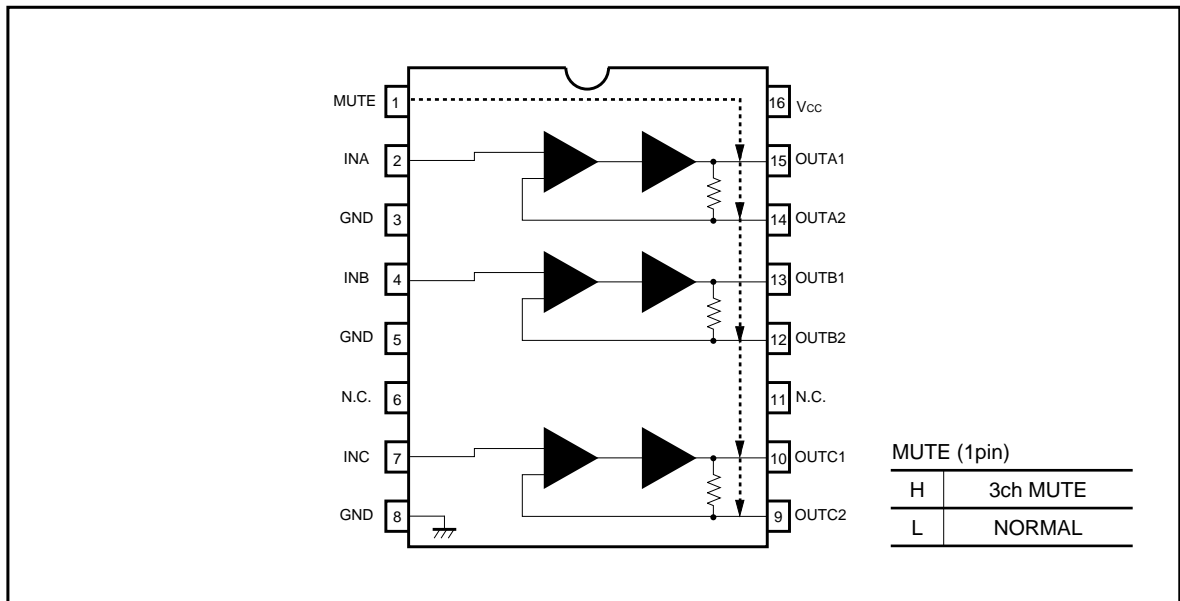 MUTE 1 16 Vcc
INA 2 15 OUTA1
GND 3 14 OUTA2
INB 4 13 OUTB1
GND 5 12 OUTB2
N.C. 6 11 N.C.
INC 7 10 OUTC1
GND 8 9 OUTC2
MUTE (1pin)
H 3ch MUTE
L NORMAL